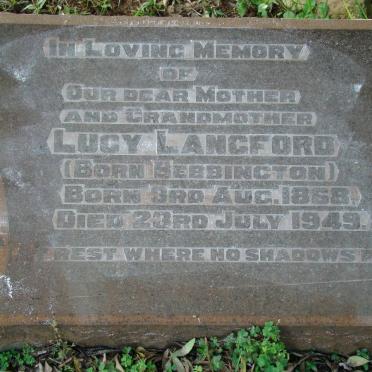 In Loving Memory
of
Our dear Mother
and Grandmother
Lucy Langford
(Born Bebbington)
Born 3rd Aug. 1868
Died 23rd July 1949.
Rest where no shadows